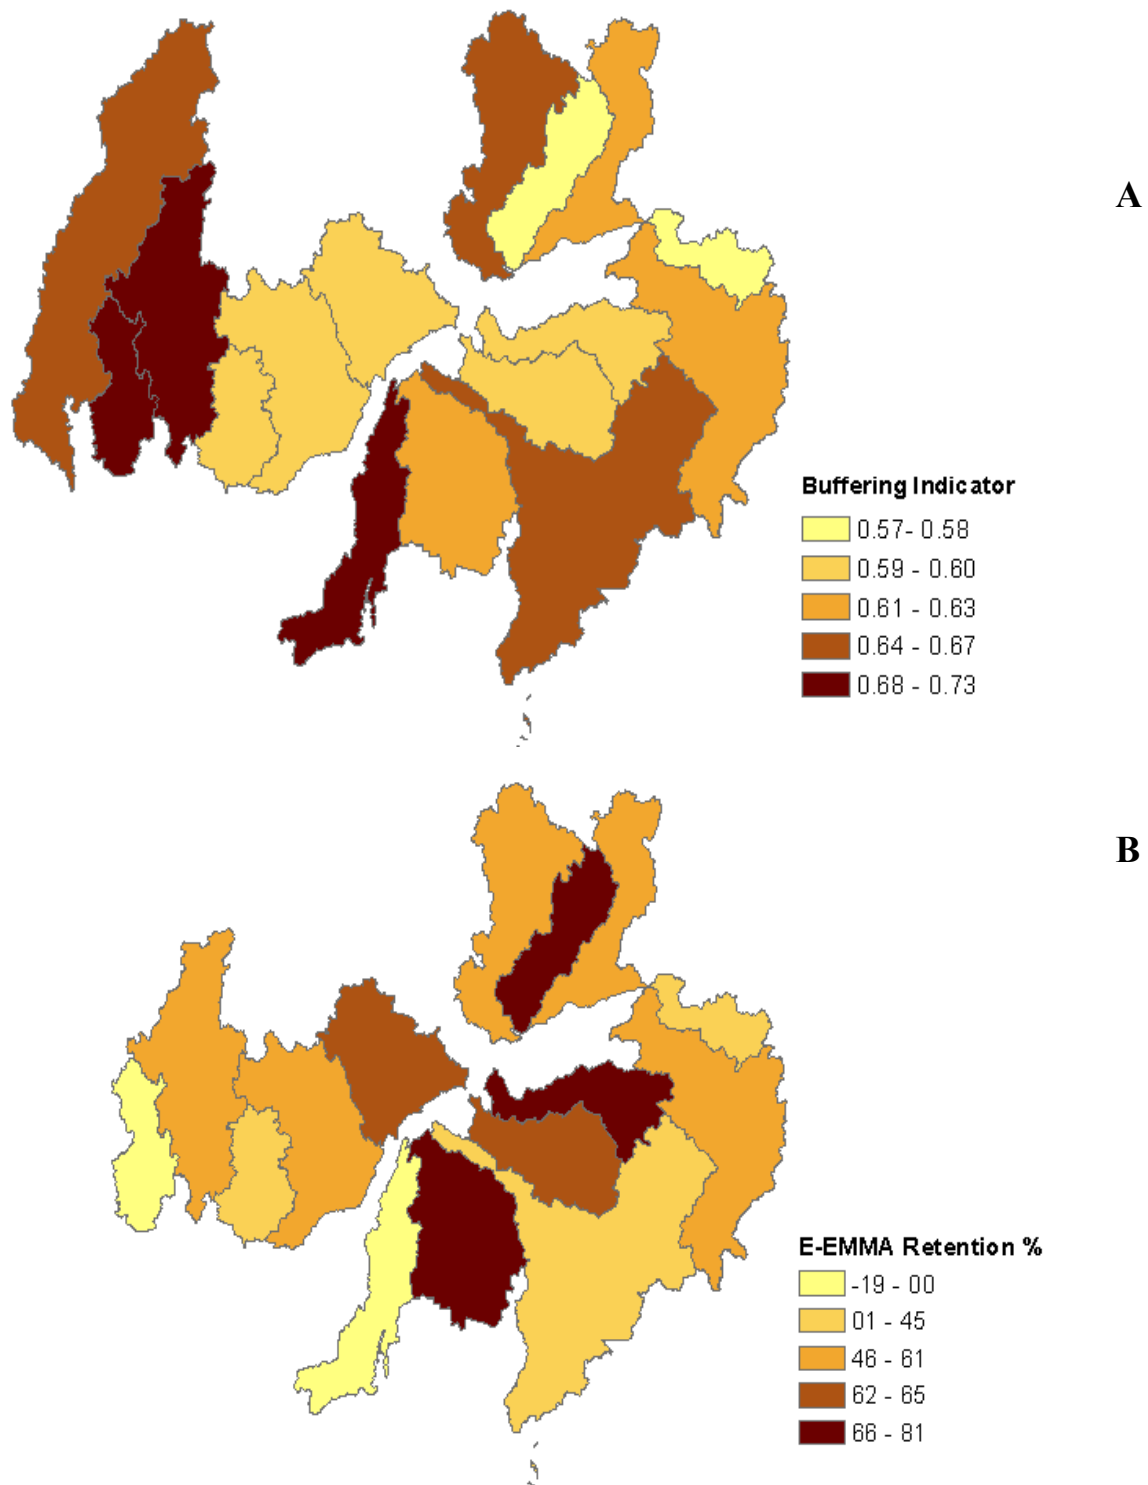 A
Buffering Indicator
0.57- 0.58
0.59 - 0.60
0.61 - 0.63
0.64 - 0.67
0.68 - 0.73
B
E-EMMA Retention %
-19 - 00
01 - 45
46 - 61
62 - 65
66 - 81